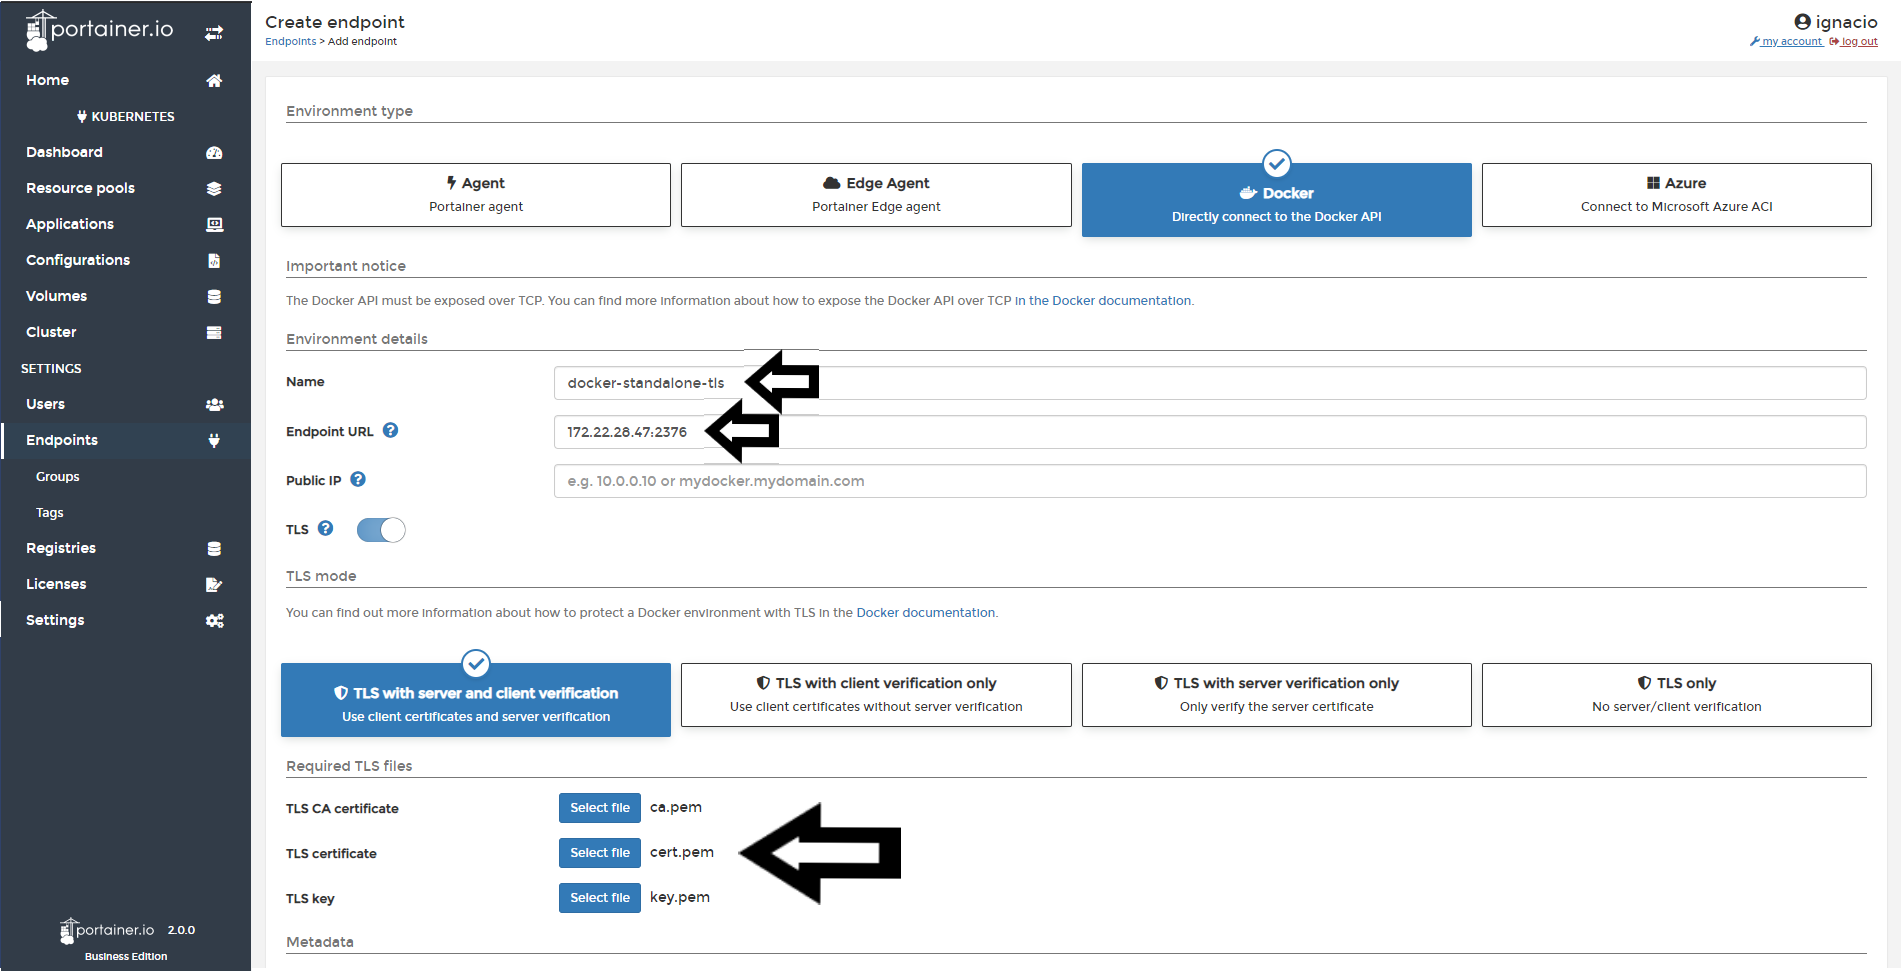 portainer.io
Home
KUBERNETES
Dashboard
Resource pools
Applications
Configurations
Volumes
Cluster
SETTINGS
Users
Endpoints
Groups
Tags
Registries
Licenses
Settings
portainer.io 2.0.0
Business Edition
Create endpoint
Endpoints > Add endpoint
ignacio
my account log out
Environment type
Agent
Portainer agent
Edge Agent
Portainer Edge agent
Docker
Directly connect to the Docker API
Azure
Connect to Microsoft Azure ACI
Important notice
The Docker API must be exposed over TCP. You can find more information about how to expose the Docker API over TCP in the Docker documentation.
Environment details
Name docker-standalone-tls
Endpoint URL ? 172.22.28.47:2376
Public IP ? e.g. 10.0.0.10 or mydocker.mydomain.com
TLS ?
TLS mode
You can find out more information about how to protect a Docker environment with TLS in the Docker documentation.
TLS with server and client verification
Use client certificates and server verification
TLS with client verification only
Use client certificates without server verification
TLS with server verification only
Only verify the server certificate
TLS only
No server/client verification
Required TLS files
TLS CA certificate Select file ca.pem
TLS certificate Select file cert.pem
TLS key Select file key.pem
Metadata